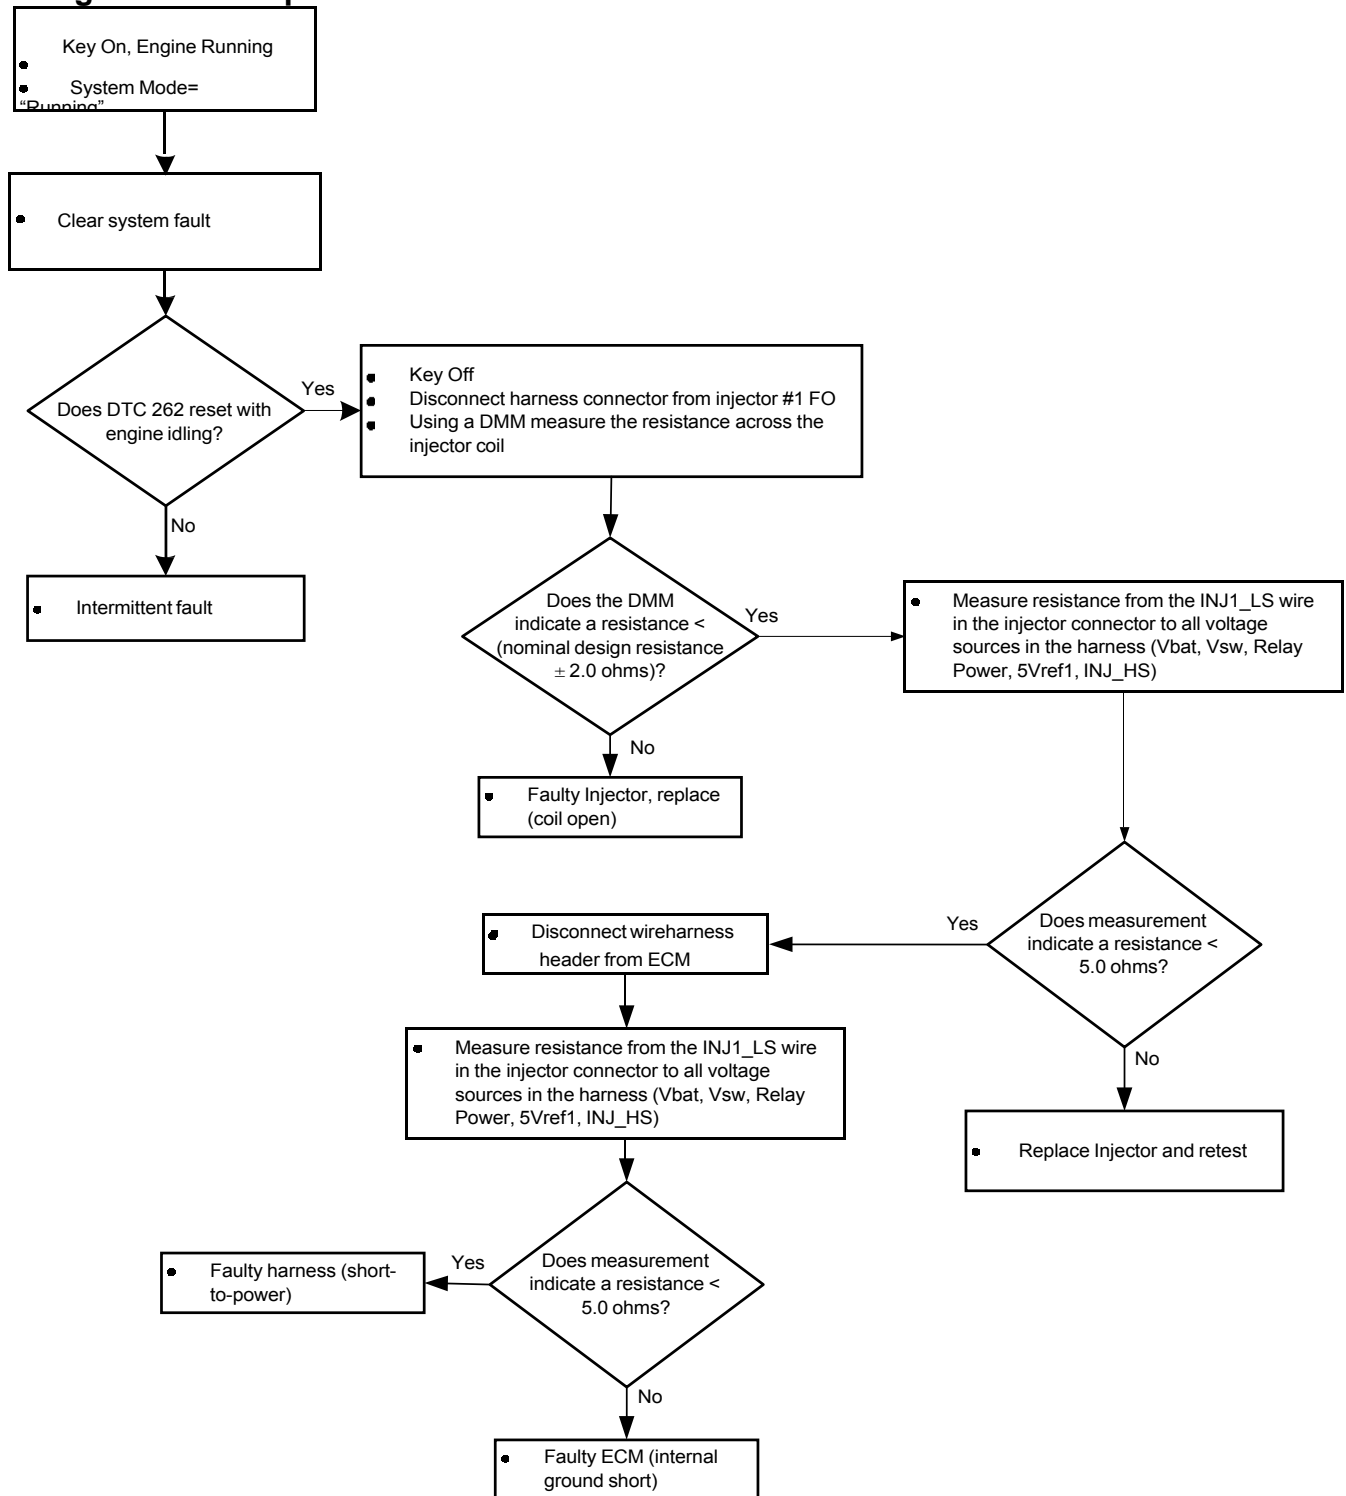 Key On, Engine Running
System Mode=
“Running”
Clear system fault
Does DTC 262 reset with
engine idling?
Yes
No
Intermittent fault
Key Off
Disconnect harness connector from injector #1 FO
Using a DMM measure the resistance across the
injector coil
Does the DMM
indicate a resistance <
(nominal design resistance
± 2.0 ohms)?
Yes
No
Faulty Injector, replace
(coil open)
Measure resistance from the INJ1_LS wire
in the injector connector to all voltage
sources in the harness (Vbat, Vsw, Relay
Power, 5Vref1, INJ_HS)
Does measurement
indicate a resistance <
5.0 ohms?
Yes
No
Replace Injector and retest
Disconnect wireharness
header from ECM
Measure resistance from the INJ1_LS wire
in the injector connector to all voltage
sources in the harness (Vbat, Vsw, Relay
Power, 5Vref1, INJ_HS)
Does measurement
indicate a resistance <
5.0 ohms?
Yes
Faulty harness (short-
to-power)
No
Faulty ECM (internal
ground short)